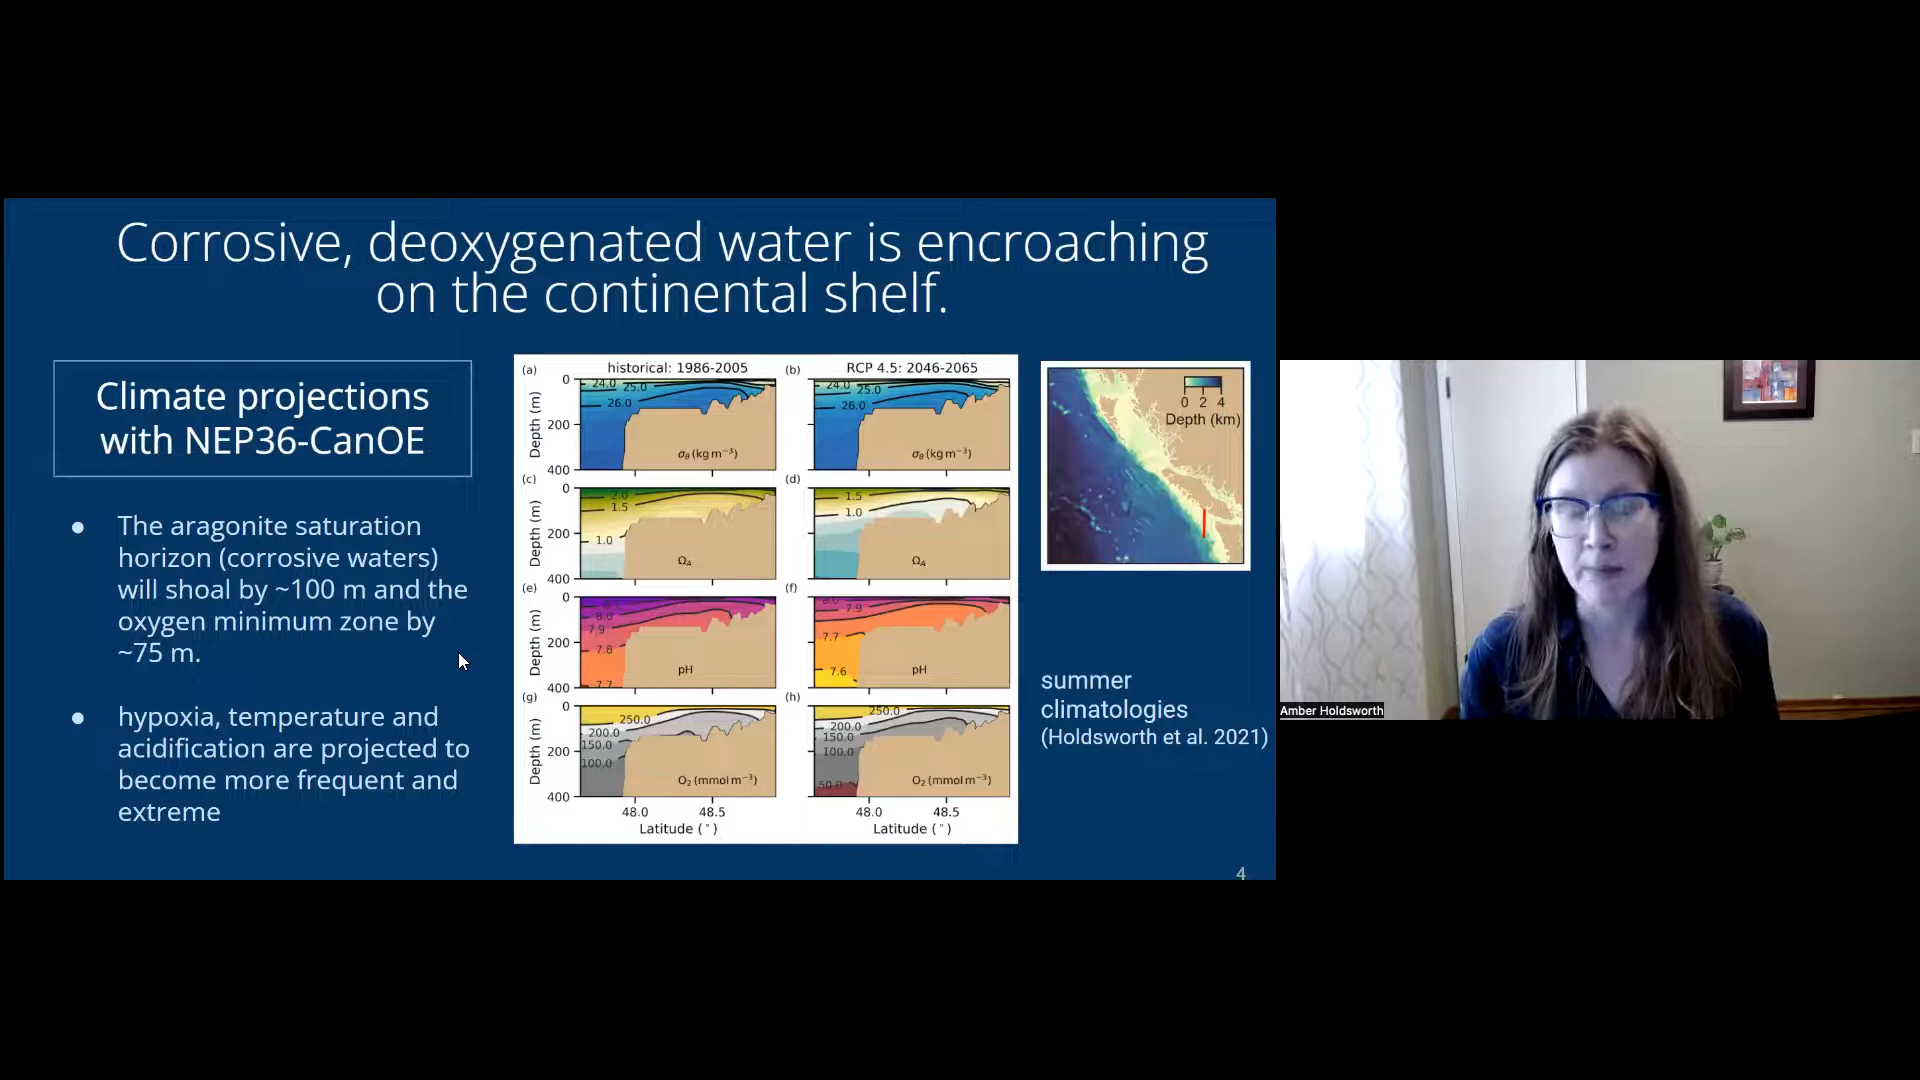 Corrosive, deoxygenated water is encroaching
on the continental shelf.
Climate projections
with NEP36-CanOE
● The aragonite saturation
horizon (corrosive waters)
will shoal by ~100 m and the
oxygen minimum zone by
~75 m.
● hypoxia, temperature and
acidification are projected to
become more frequent and
extreme
(a) historical: 1986-2005
(b) RCP 4.5: 2046-2065
Depth (m)
0
200
400
24.0 25.0
26.0
σθ (kg m⁻³)
24.0 25.0
26.0
σθ (kg m⁻³)
(c)
(d)
Depth (m)
0
200
400
2.0
1.5
1.0
ΩA
1.5
1.0
ΩA
(e)
(f)
Depth (m)
0
200
400
8.0
7.9
7.8
7.7
pH
8.0
7.9
7.7
7.6
pH
(g)
(h)
Depth (m)
0
200
400
250.0
200.0
150.0
100.0
O₂ (mmol m⁻³)
250.0
200.0
150.0
100.0
50.0
O₂ (mmol m⁻³)
48.0 48.5
Latitude (°)
48.0 48.5
Latitude (°)
0 2 4
Depth (km)
summer
climatologies
(Holdsworth et al. 2021)
4
Amber Holdsworth